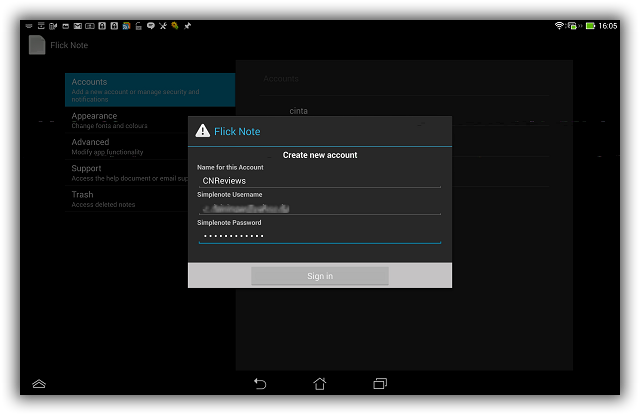 16:05
Flick Note
Accounts
Add a new account or manage security and
notifications
Appearance
Change fonts and colours
Advanced
Modify app functionality
Support
Access the help document or email sup
Trash
Access deleted notes
Accounts
cinta
Flick Note
Create new account
Name for this Account
CNReviews
Simplenote Username
Simplenote Password
••••••••••••
Sign in